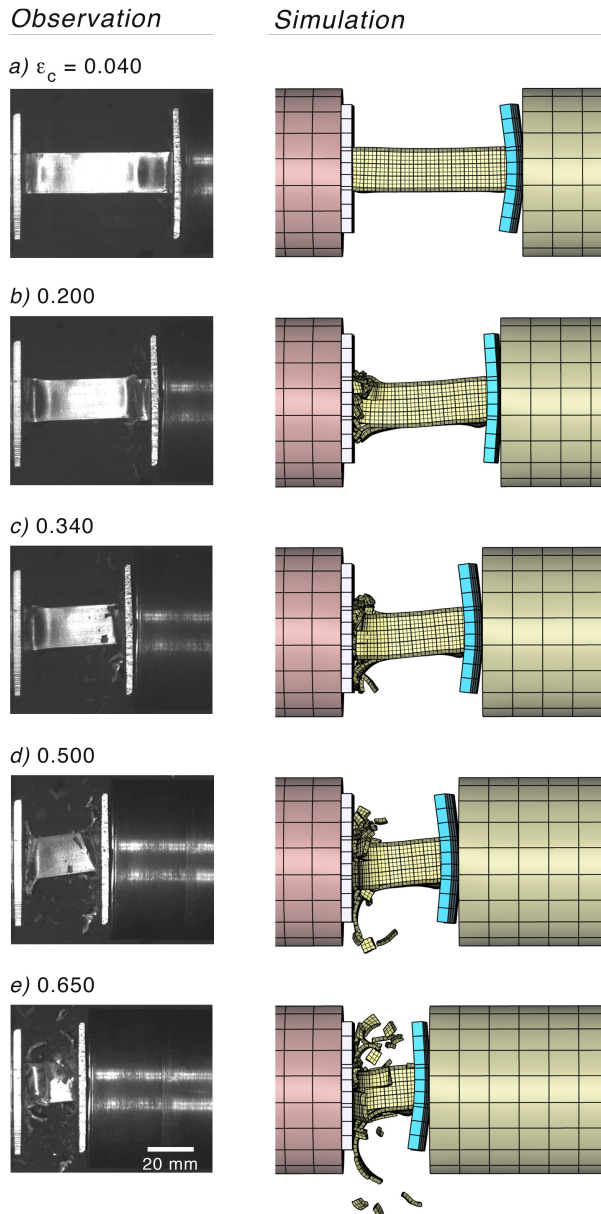 Observation Simulation
a) εc = 0.040
b) 0.200
c) 0.340
d) 0.500
e) 0.650
20 mm